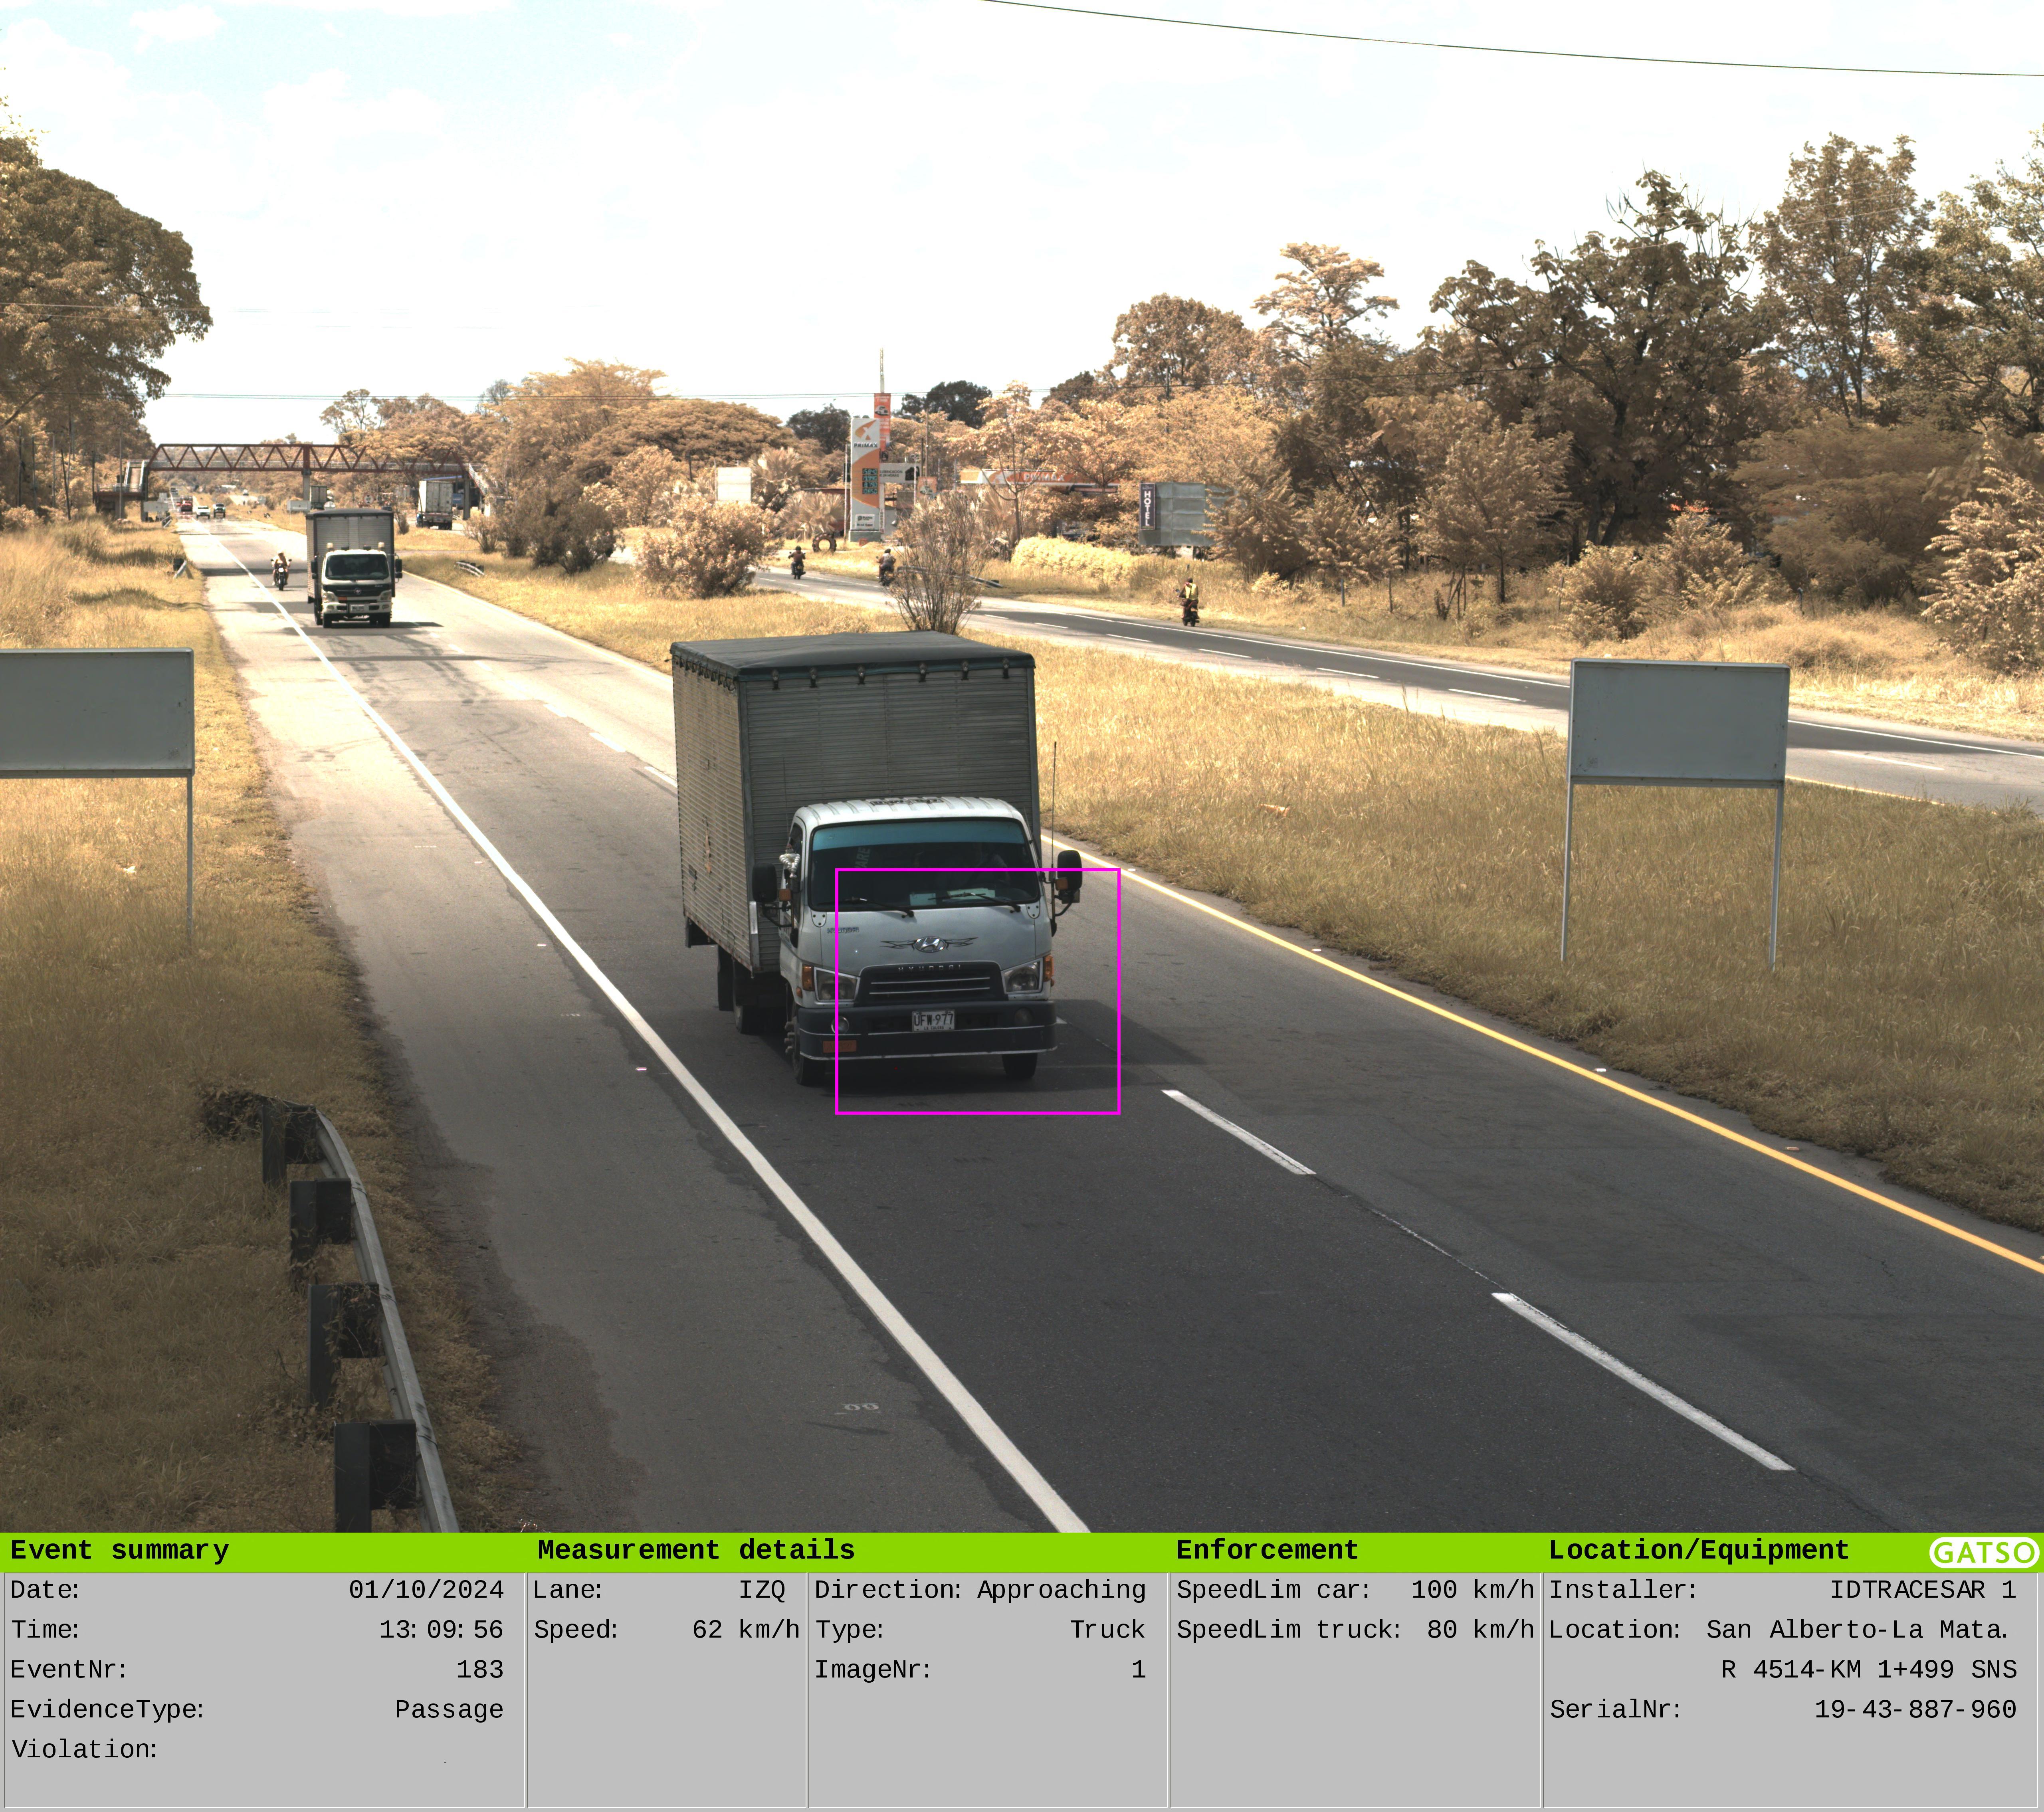 PRIMAX
HOTEL
HYUNDAI
UFW 977
Event summary
Date: 01/10/2024
Time: 13:09:56
EventNr: 183
EvidenceType: Passage
Violation:
Measurement details
Lane: IZQ
Speed: 62 km/h
Direction: Approaching
Type: Truck
ImageNr: 1
Enforcement
SpeedLim car: 100 km/h
SpeedLim truck: 80 km/h
Location/Equipment
GATSO
Installer: IDTRACESAR 1
Location: San Alberto-La Mata.
R 4514-KM 1+499 SNS
SerialNr: 19-43-887-960